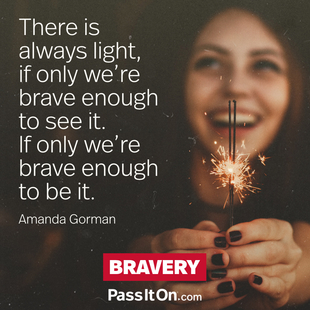 There is
always light,
if only we’re
brave enough
to see it.
If only we’re
brave enough
to be it.
Amanda Gorman
BRAVERY
PassItOn.com